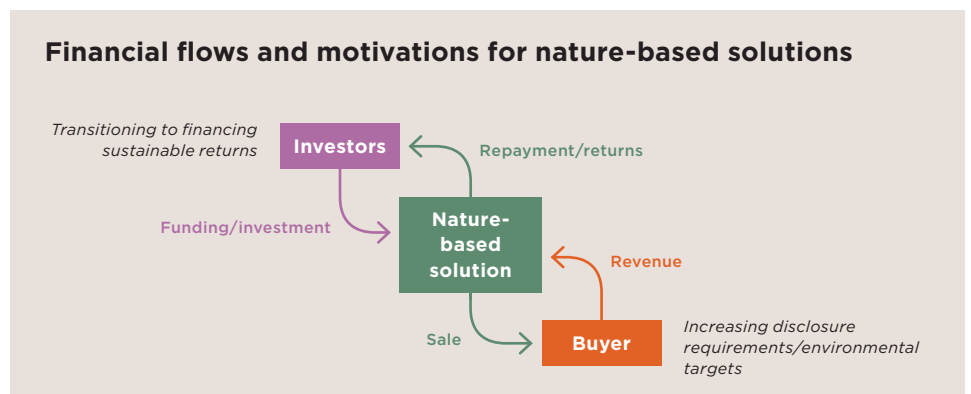 Financial flows and motivations for nature-based solutions
Transitioning to financing
sustainable returns
Investors
Repayment/returns
Funding/investment
Nature-
based
solution
Revenue
Sale
Buyer
Increasing disclosure
requirements/environmental
targets